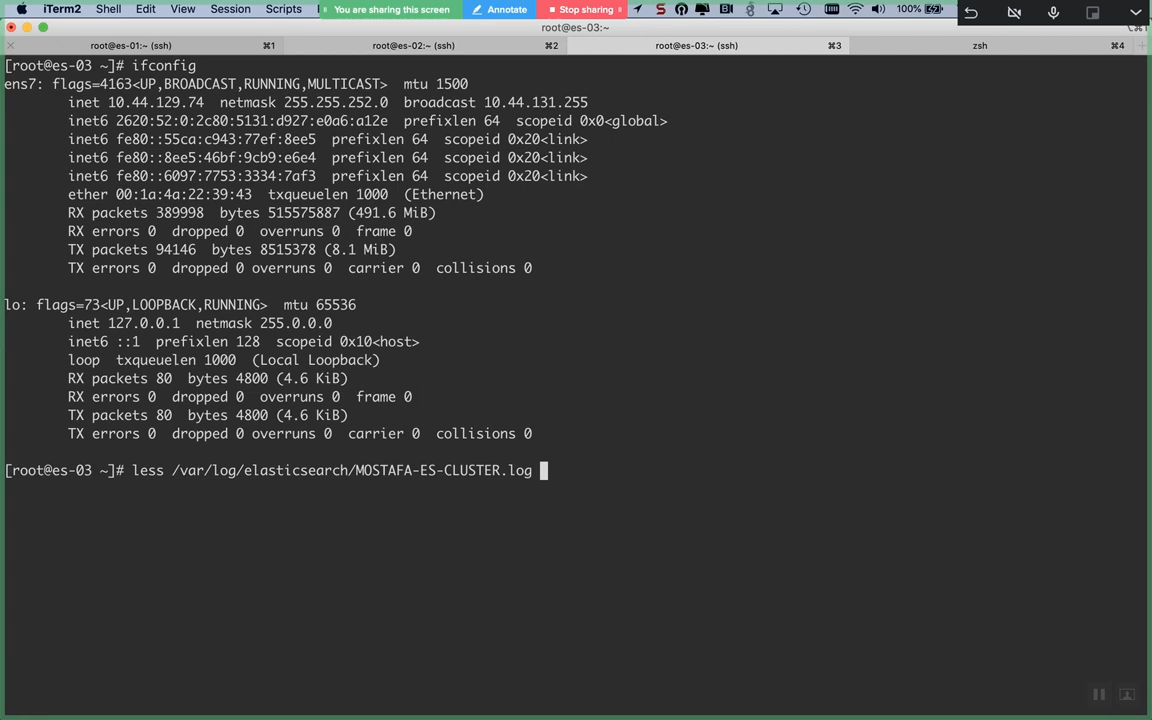 iTerm2 Shell Edit View Session Scripts You are sharing this screen Annotate Stop sharing 100%
root@es-03:~
root@es-01:~ (ssh) ⌘1 root@es-02:~ (ssh) ⌘2 root@es-03:~ (ssh) ⌘3 zsh ⌘4
[root@es-03 ~]# ifconfig
ens7: flags=4163<UP,BROADCAST,RUNNING,MULTICAST> mtu 1500
inet 10.44.129.74 netmask 255.255.252.0 broadcast 10.44.131.255
inet6 2620:52:0:2c80:5131:d927:e0a6:a12e prefixlen 64 scopeid 0x0<global>
inet6 fe80::55ca:c943:77ef:8ee5 prefixlen 64 scopeid 0x20<link>
inet6 fe80::8ee5:46bf:9cb9:e6e4 prefixlen 64 scopeid 0x20<link>
inet6 fe80::6097:7753:3334:7af3 prefixlen 64 scopeid 0x20<link>
ether 00:1a:4a:22:39:43 txqueuelen 1000 (Ethernet)
RX packets 389998 bytes 515575887 (491.6 MiB)
RX errors 0 dropped 0 overruns 0 frame 0
TX packets 94146 bytes 8515378 (8.1 MiB)
TX errors 0 dropped 0 overruns 0 carrier 0 collisions 0
lo: flags=73<UP,LOOPBACK,RUNNING> mtu 65536
inet 127.0.0.1 netmask 255.0.0.0
inet6 ::1 prefixlen 128 scopeid 0x10<host>
loop txqueuelen 1000 (Local Loopback)
RX packets 80 bytes 4800 (4.6 KiB)
RX errors 0 dropped 0 overruns 0 frame 0
TX packets 80 bytes 4800 (4.6 KiB)
TX errors 0 dropped 0 overruns 0 carrier 0 collisions 0
[root@es-03 ~]# less /var/log/elasticsearch/MOSTAFA-ES-CLUSTER.log